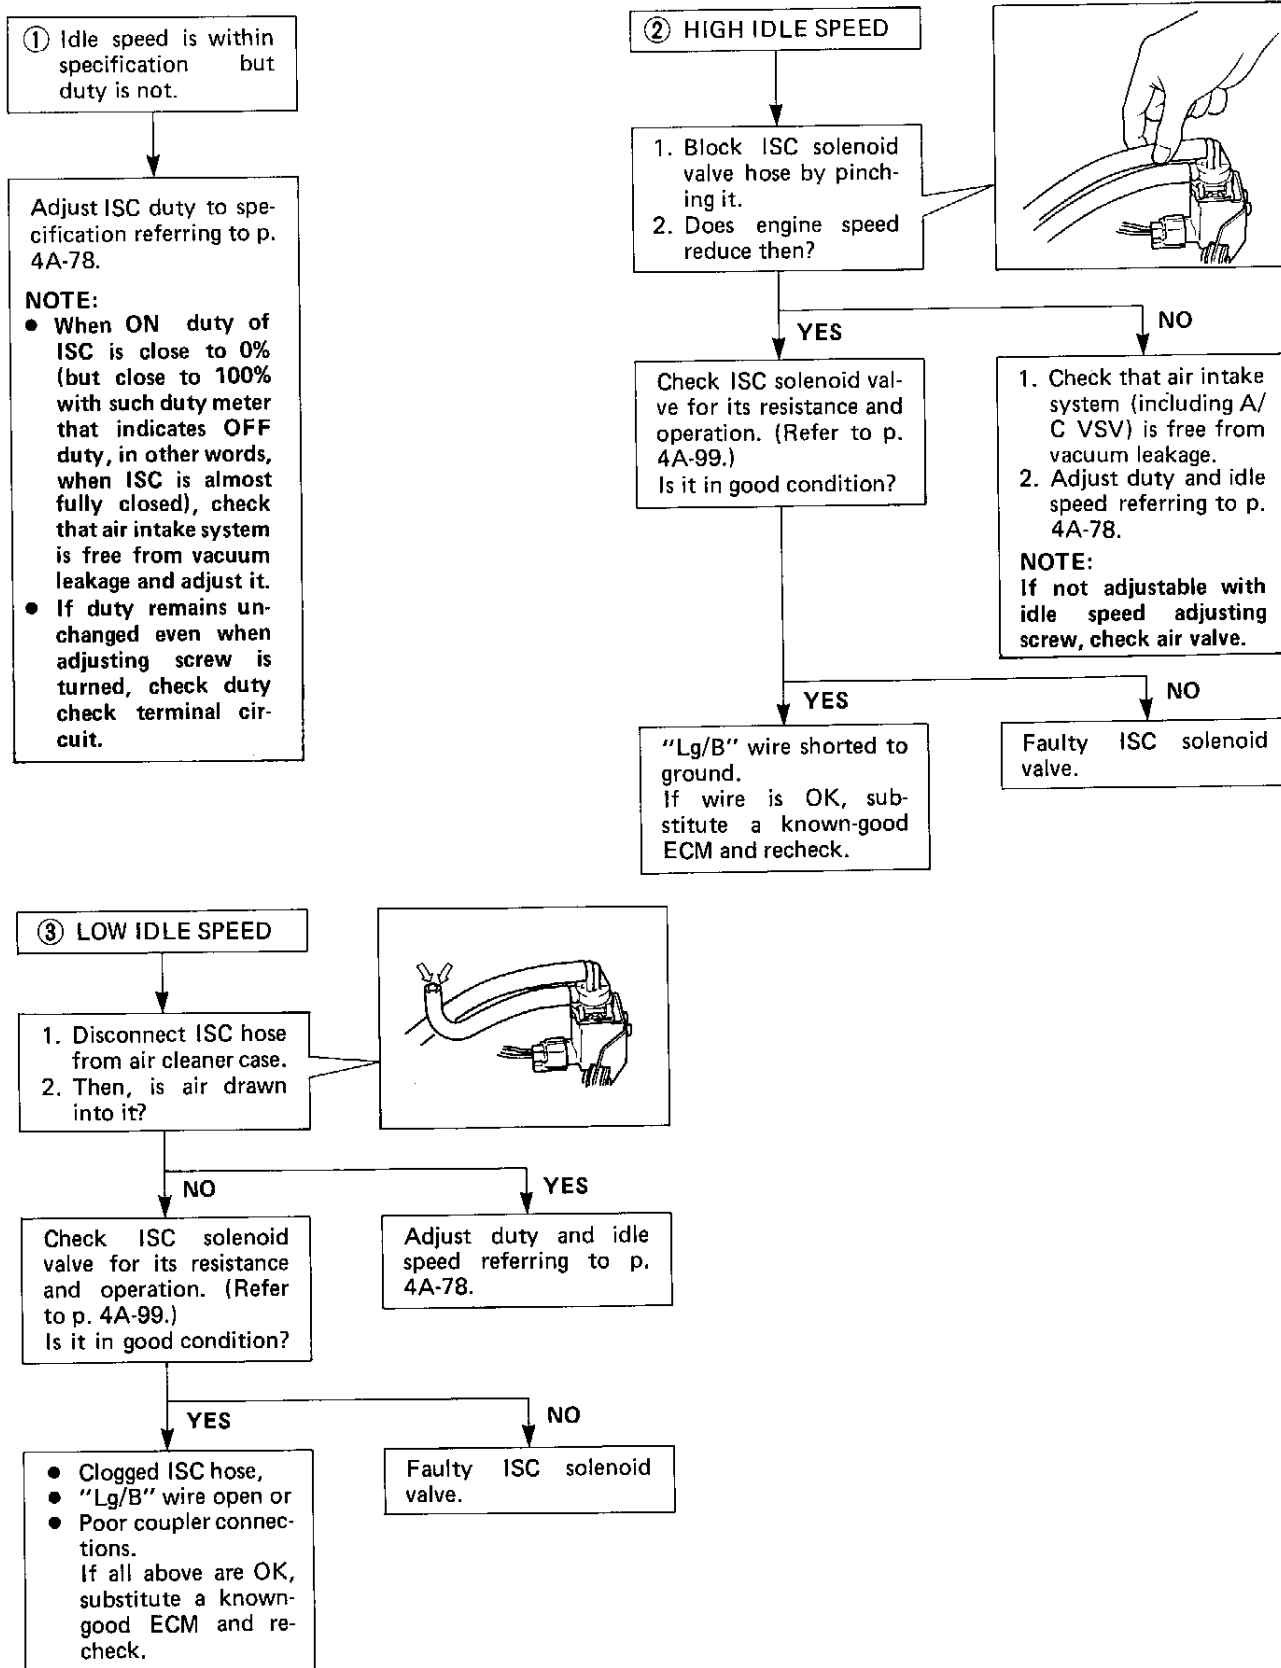 ① Idle speed is within
specification but
duty is not.
Adjust ISC duty to spe-
cification referring to p.
4A-78.
NOTE:
● When ON duty of
ISC is close to 0%
(but close to 100%
with such duty meter
that indicates OFF
duty, in other words,
when ISC is almost
fully closed), check
that air intake system
is free from vacuum
leakage and adjust it.
● If duty remains un-
changed even when
adjusting screw is
turned, check duty
check terminal cir-
cuit.
② HIGH IDLE SPEED
1. Block ISC solenoid
valve hose by pinch-
ing it.
2. Does engine speed
reduce then?
YES
NO
Check ISC solenoid val-
ve for its resistance and
operation. (Refer to p.
4A-99.)
Is it in good condition?
1. Check that air intake
system (including A/
C VSV) is free from
vacuum leakage.
2. Adjust duty and idle
speed referring to p.
4A-78.
NOTE:
If not adjustable with
idle speed adjusting
screw, check air valve.
YES
NO
"Lg/B" wire shorted to
ground.
If wire is OK, sub-
stitute a known-good
ECM and recheck.
Faulty ISC solenoid
valve.
③ LOW IDLE SPEED
1. Disconnect ISC hose
from air cleaner case.
2. Then, is air drawn
into it?
NO
YES
Check ISC solenoid
valve for its resistance
and operation. (Refer
to p. 4A-99.)
Is it in good condition?
Adjust duty and idle
speed referring to p.
4A-78.
YES
NO
● Clogged ISC hose,
● "Lg/B" wire open or
● Poor coupler connec-
tions.
If all above are OK,
substitute a known-
good ECM and re-
check.
Faulty ISC solenoid
valve.